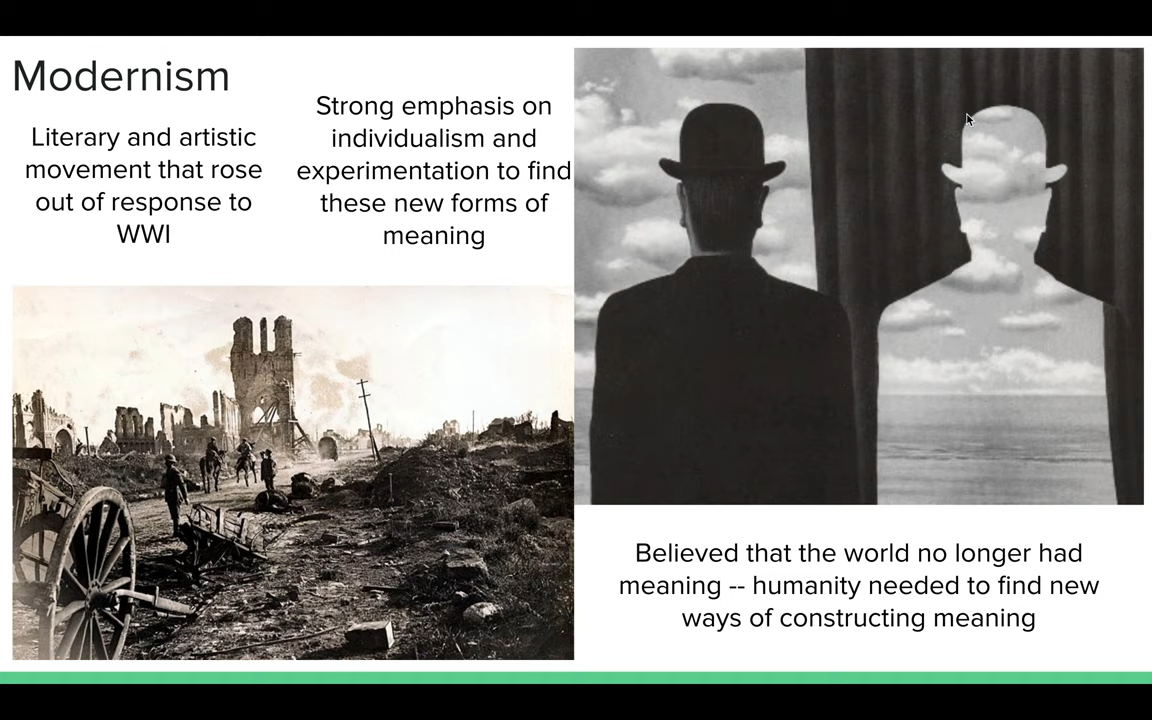 Modernism
Literary and artistic
movement that rose
out of response to
WWI
Strong emphasis on
individualism and
experimentation to find
these new forms of
meaning
Believed that the world no longer had
meaning -- humanity needed to find new
ways of constructing meaning